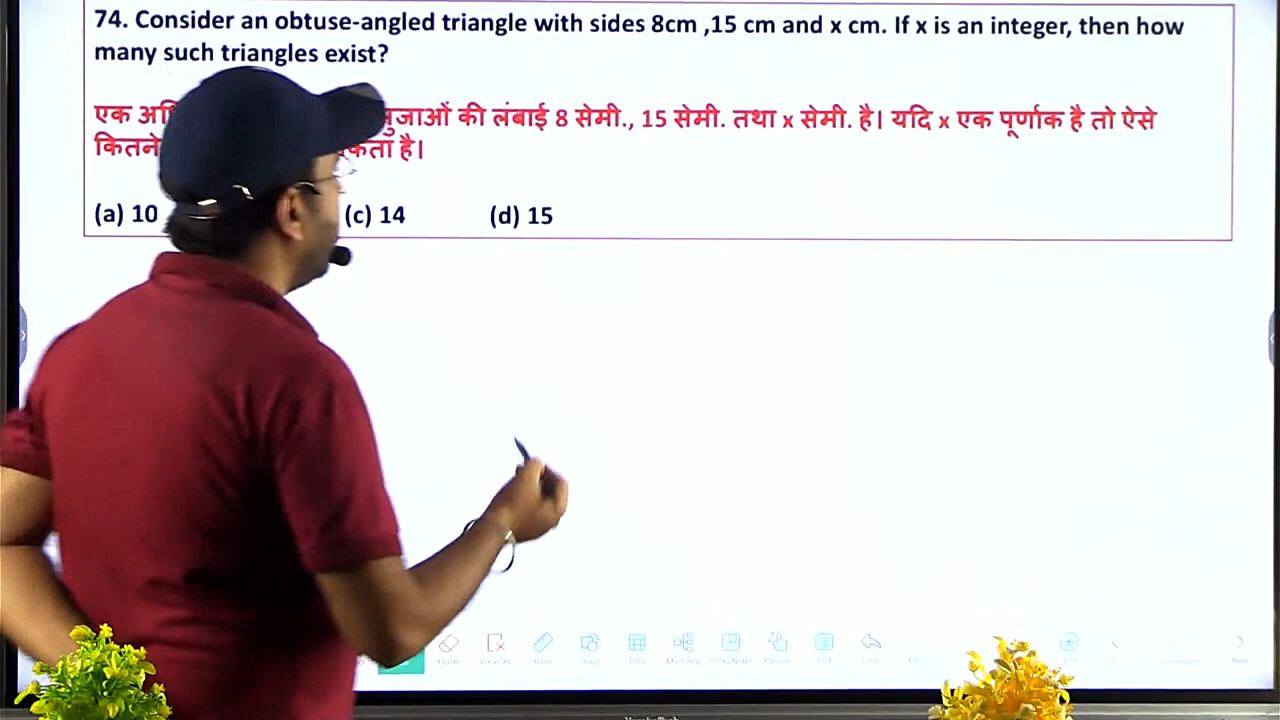 74. Consider an obtuse-angled triangle with sides 8cm ,15 cm and x cm. If x is an integer, then how
many such triangles exist?
एक की लंबाई 8 सेमी., 15 सेमी. तथा x सेमी. है। यदि x एक पूर्णाक है तो ऐसे
कितने है।
(a) 10 (c) 14 (d) 15